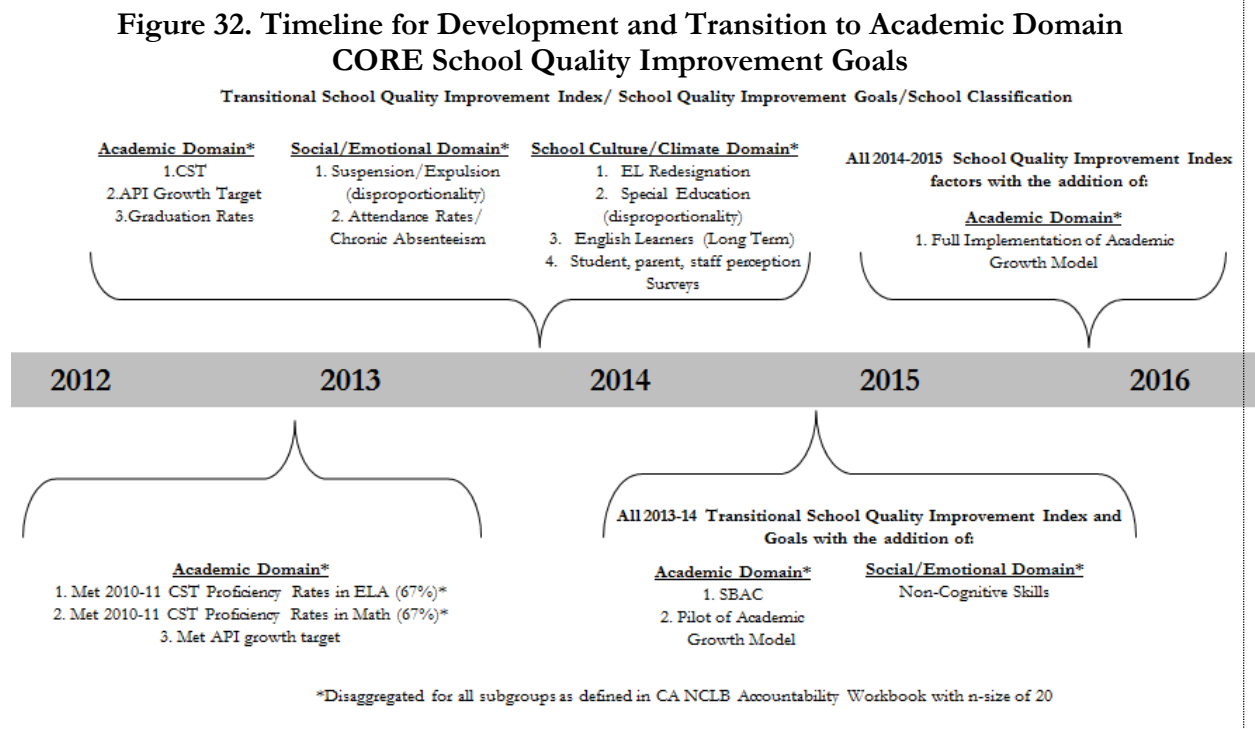 Figure 32. Timeline for Development and Transition to Academic Domain
CORE School Quality Improvement Goals
Transitional School Quality Improvement Index/ School Quality Improvement Goals/School Classification
Academic Domain*
1.CST
2.API Growth Target
3.Graduation Rates
Social/Emotional Domain*
1. Suspension/Expulsion
(disproportionality)
2. Attendance Rates/
Chronic Absenteeism
School Culture/Climate Domain*
1. EL Redesignation
2. Special Education
(disproportionality)
3. English Learners (Long Term)
4. Student, parent, staff perception
Surveys
All 2014-2015 School Quality Improvement Index
factors with the addition of:
Academic Domain*
1. Full Implementation of Academic
Growth Model
2012 2013 2014 2015 2016
Academic Domain*
1. Met 2010-11 CST Proficiency Rates in ELA (67%)*
2. Met 2010-11 CST Proficiency Rates in Math (67%)*
3. Met API growth target
All 2013-14 Transitional School Quality Improvement Index and
Goals with the addition of:
Academic Domain*
1. SBAC
2. Pilot of Academic
Growth Model
Social/Emotional Domain*
Non-Cognitive Skills
*Disaggregated for all subgroups as defined in CA NCLB Accountability Workbook with n-size of 20